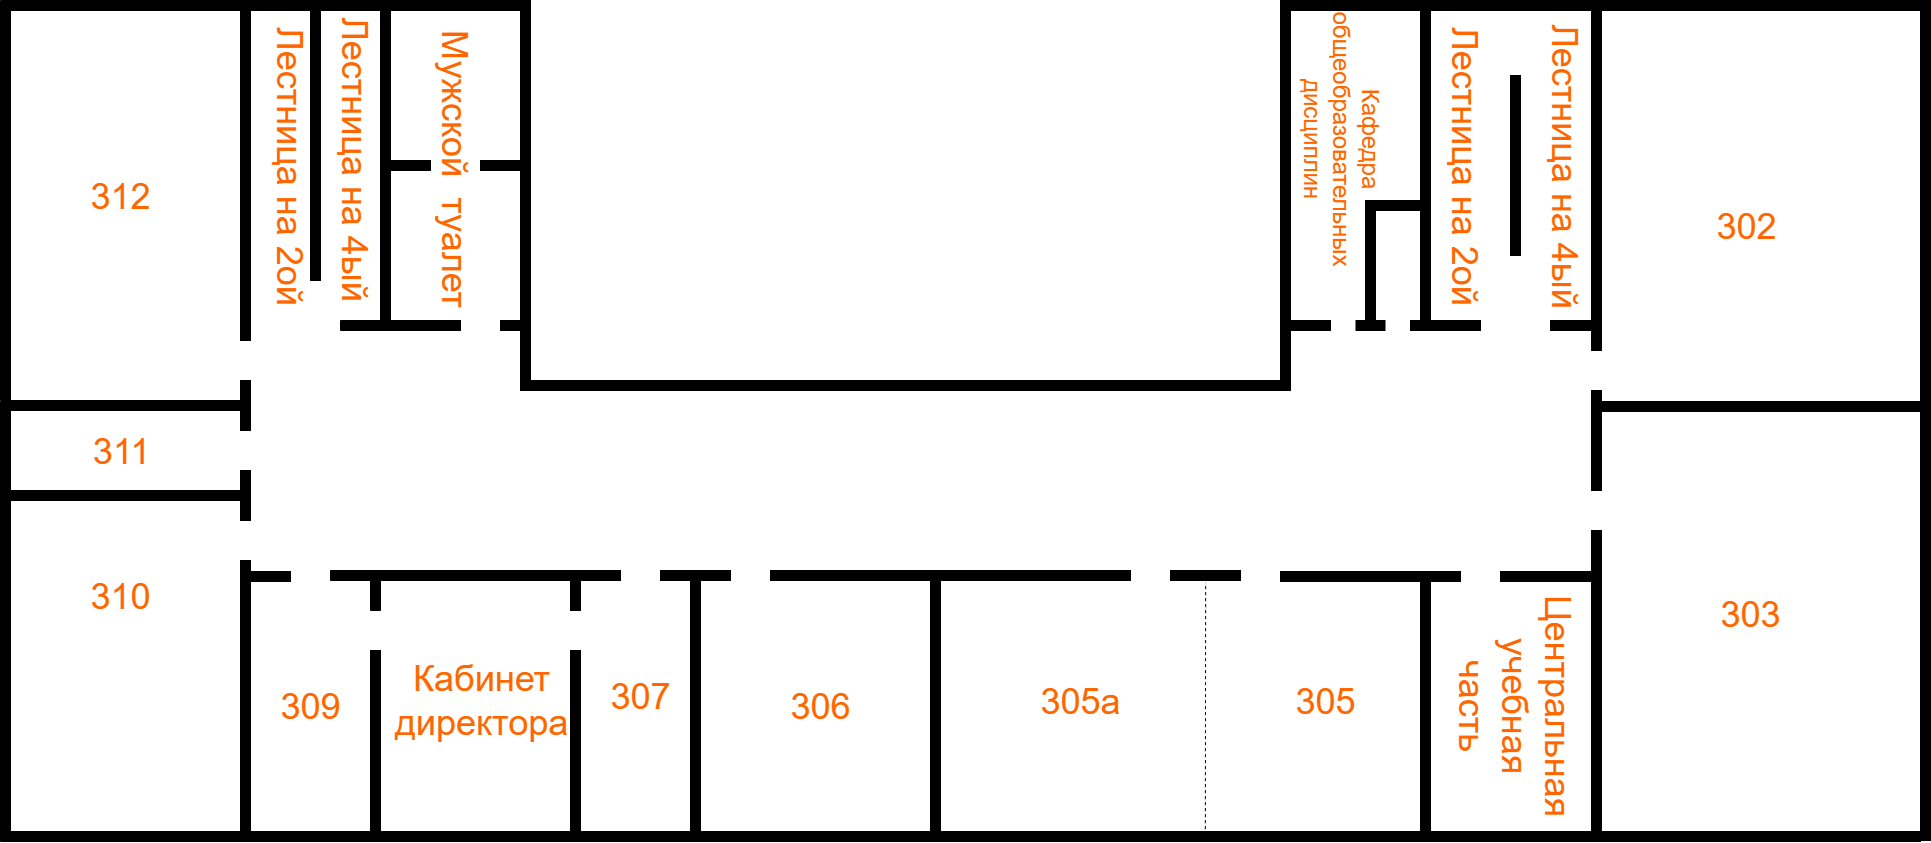 312
Лестница на 2ой
Лестница на 4ый
Мужской туалет
Кафедра
общеобразовательных
дисциплин
Лестница на 2ой
Лестница на 4ый
302
311
310
309
Кабинет
директора
307
306
305а
305
Центральная
учебная
часть
303